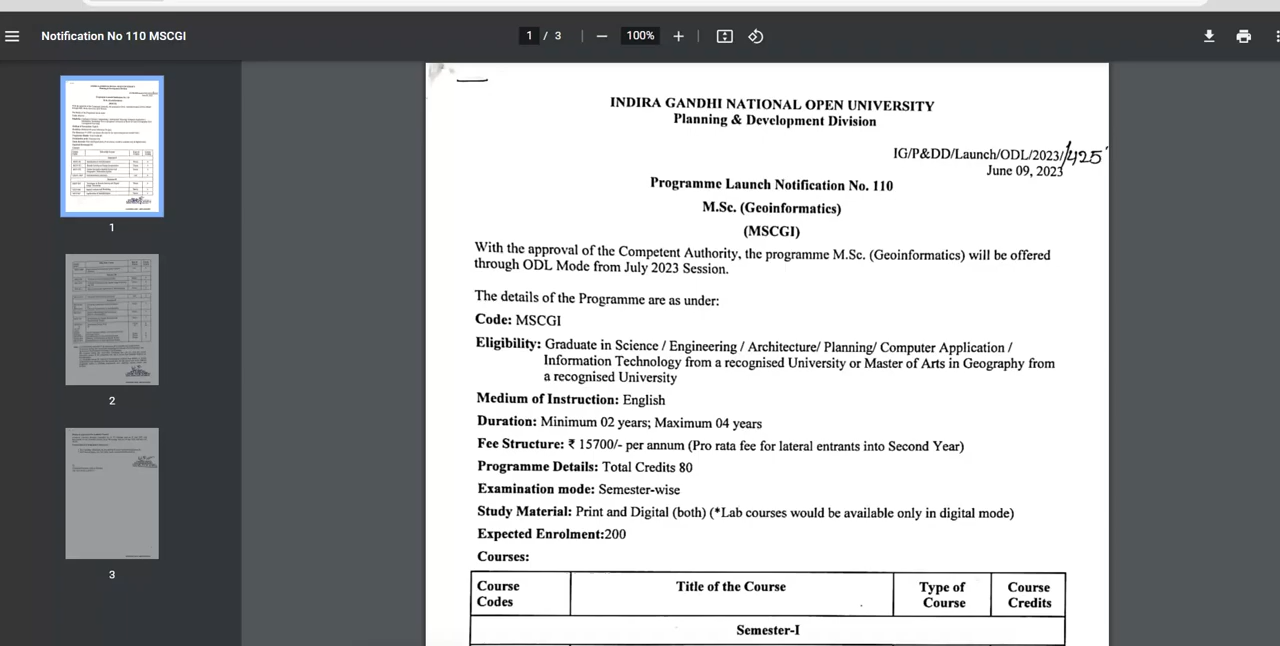 Notification No 110 MSCGI
1 / 3
100%
INDIRA GANDHI NATIONAL OPEN UNIVERSITY
Planning & Development Division
IG/P&DD/Launch/ODL/2023/1425
June 09, 2023
Programme Launch Notification No. 110
M.Sc. (Geoinformatics)
(MSCGI)
With the approval of the Competent Authority, the programme M.Sc. (Geoinformatics) will be offered
through ODL Mode from July 2023 Session.
The details of the Programme are as under:
Code: MSCGI
Eligibility: Graduate in Science / Engineering / Architecture/ Planning/ Computer Application /
Information Technology from a recognised University or Master of Arts in Geography from
a recognised University
Medium of Instruction: English
Duration: Minimum 02 years; Maximum 04 years
Fee Structure: ₹ 15700/- per annum (Pro rata fee for lateral entrants into Second Year)
Programme Details: Total Credits 80
Examination mode: Semester-wise
Study Material: Print and Digital (both) (*Lab courses would be available only in digital mode)
Expected Enrolment:200
Courses:
Course Codes Title of the Course Type of Course Course Credits
Semester-I
1
2
3